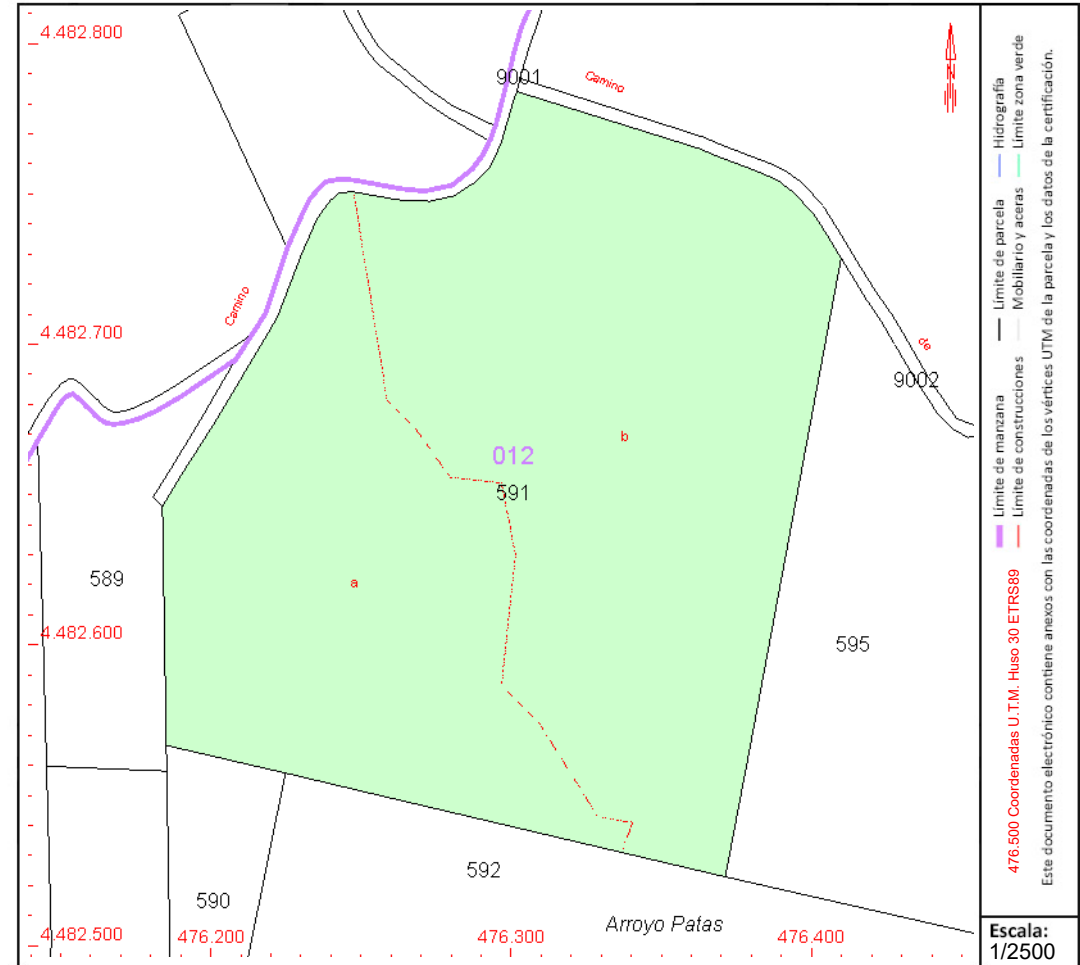 4.482.800
9001
Camino
N
4.482.700
Camino
de
9002
b
012
591
a
589
4.482.600
595
592
590
Arroyo Patas
4.482.500
476.200
476.300
476.400
Límite de manzana
Límite de parcela
Hidrografía
476.500 Coordenadas U.T.M. Huso 30 ETRS89
Límite de construcciones
Mobiliario y aceras
Límite zona verde
Este documento electrónico contiene anexos con las coordenadas de los vértices UTM de la parcela y los datos de la certificación.
Escala:
1/2500